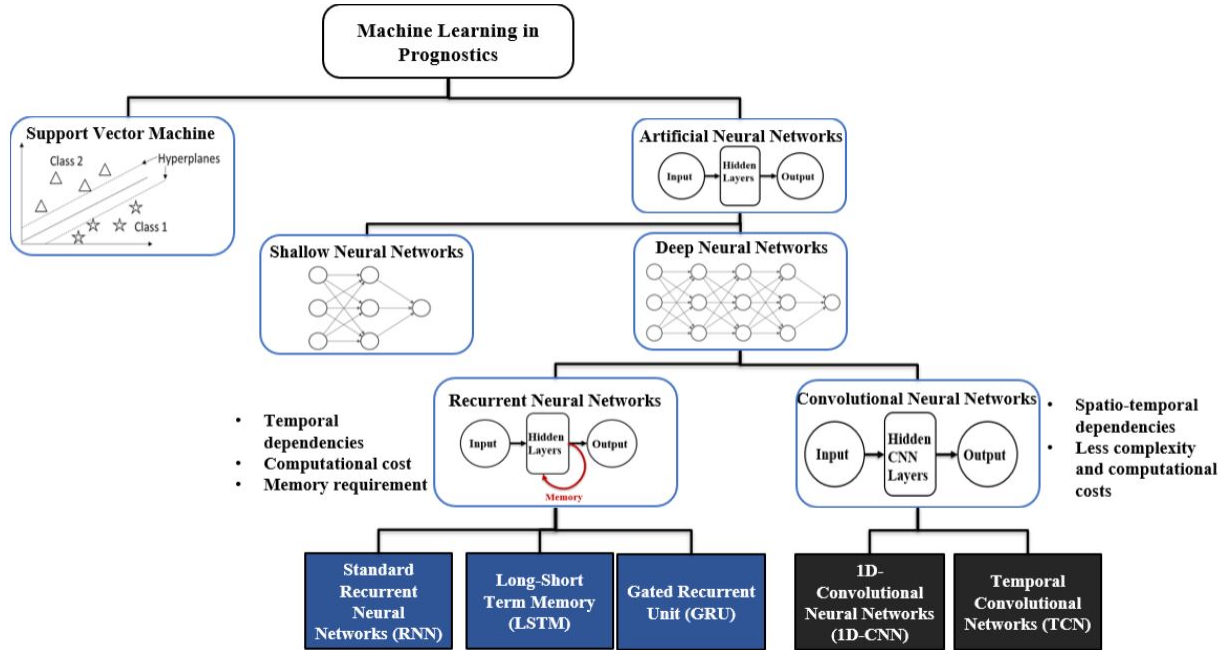 Machine Learning in
Prognostics
Support Vector Machine
Class 2
Hyperplanes
Class 1
Artificial Neural Networks
Input
Hidden
Layers
Output
Shallow Neural Networks
Deep Neural Networks
• Temporal
dependencies
• Computational cost
• Memory requirement
Recurrent Neural Networks
Input
Hidden
Layers
Output
Memory
Convolutional Neural Networks
Input
Hidden
CNN
Layers
Output
• Spatio-temporal
dependencies
• Less complexity
and computational
costs
Standard
Recurrent
Neural
Networks (RNN)
Long-Short
Term Memory
(LSTM)
Gated Recurrent
Unit (GRU)
1D-
Convolutional
Neural Networks
(1D-CNN)
Temporal
Convolutional
Networks (TCN)